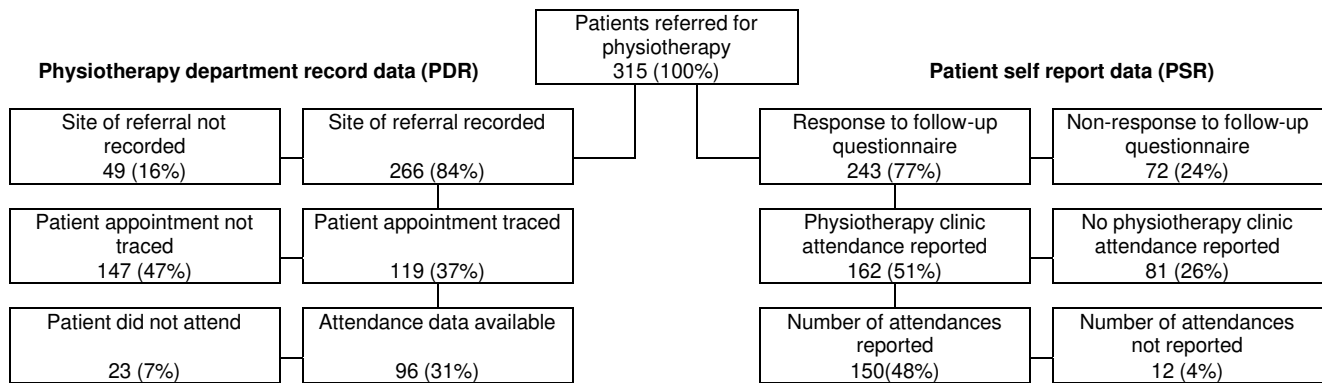 Patients referred for
physiotherapy
315 (100%)
Physiotherapy department record data (PDR)
Patient self report data (PSR)
Site of referral not
recorded
49 (16%)
Site of referral recorded
266 (84%)
Response to follow-up
questionnaire
243 (77%)
Non-response to follow-up
questionnaire
72 (24%)
Patient appointment not
traced
147 (47%)
Patient appointment traced
119 (37%)
Physiotherapy clinic
attendance reported
162 (51%)
No physiotherapy clinic
attendance reported
81 (26%)
Patient did not attend
23 (7%)
Attendance data available
96 (31%)
Number of attendances
reported
150(48%)
Number of attendances
not reported
12 (4%)